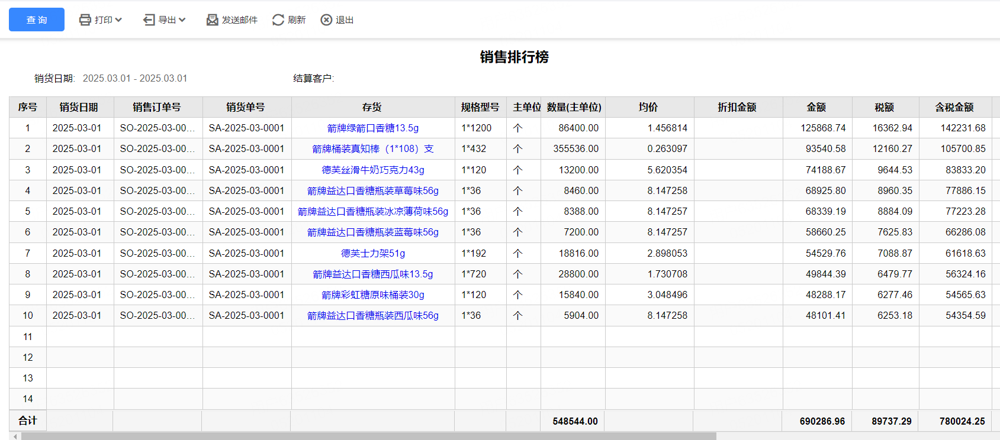 查 询 打印 导出 发送邮件 刷新 退出
销售排行榜
销货日期: 2025.03.01 - 2025.03.01 结算客户:
序号 销货日期 销售订单号 销货单号 存货 规格型号 主单位 数量(主单位) 均价 折扣金额 金额 税额 含税金额
1 2025-03-01 SO-2025-03-00... SA-2025-03-0001 箭牌绿箭口香糖13.5g 1*1200 个 86400.00 1.456814 125868.74 16362.94 142231.68
2 2025-03-01 SO-2025-03-00... SA-2025-03-0001 箭牌桶装真知棒（1*108）支 1*432 个 355536.00 0.263097 93540.58 12160.27 105700.85
3 2025-03-01 SO-2025-03-00... SA-2025-03-0001 德芙丝滑牛奶巧克力43g 1*120 个 13200.00 5.620354 74188.67 9644.53 83833.20
4 2025-03-01 SO-2025-03-00... SA-2025-03-0001 箭牌益达口香糖瓶装草莓味56g 1*36 个 8460.00 8.147258 68925.80 8960.35 77886.15
5 2025-03-01 SO-2025-03-00... SA-2025-03-0001 箭牌益达口香糖瓶装冰凉薄荷味56g 1*36 个 8388.00 8.147257 68339.19 8884.09 77223.28
6 2025-03-01 SO-2025-03-00... SA-2025-03-0001 箭牌益达口香糖瓶装蓝莓味56g 1*36 个 7200.00 8.147257 58660.25 7625.83 66286.08
7 2025-03-01 SO-2025-03-00... SA-2025-03-0001 德芙士力架51g 1*192 个 18816.00 2.898053 54529.76 7088.87 61618.63
8 2025-03-01 SO-2025-03-00... SA-2025-03-0001 箭牌益达口香糖西瓜味13.5g 1*720 个 28800.00 1.730708 49844.39 6479.77 56324.16
9 2025-03-01 SO-2025-03-00... SA-2025-03-0001 箭牌彩虹糖原味桶装30g 1*120 个 15840.00 3.048496 48288.17 6277.46 54565.63
10 2025-03-01 SO-2025-03-00... SA-2025-03-0001 箭牌益达口香糖瓶装西瓜味56g 1*36 个 5904.00 8.147258 48101.41 6253.18 54354.59
11
12
13
14
合计 548544.00 690286.96 89737.29 780024.25